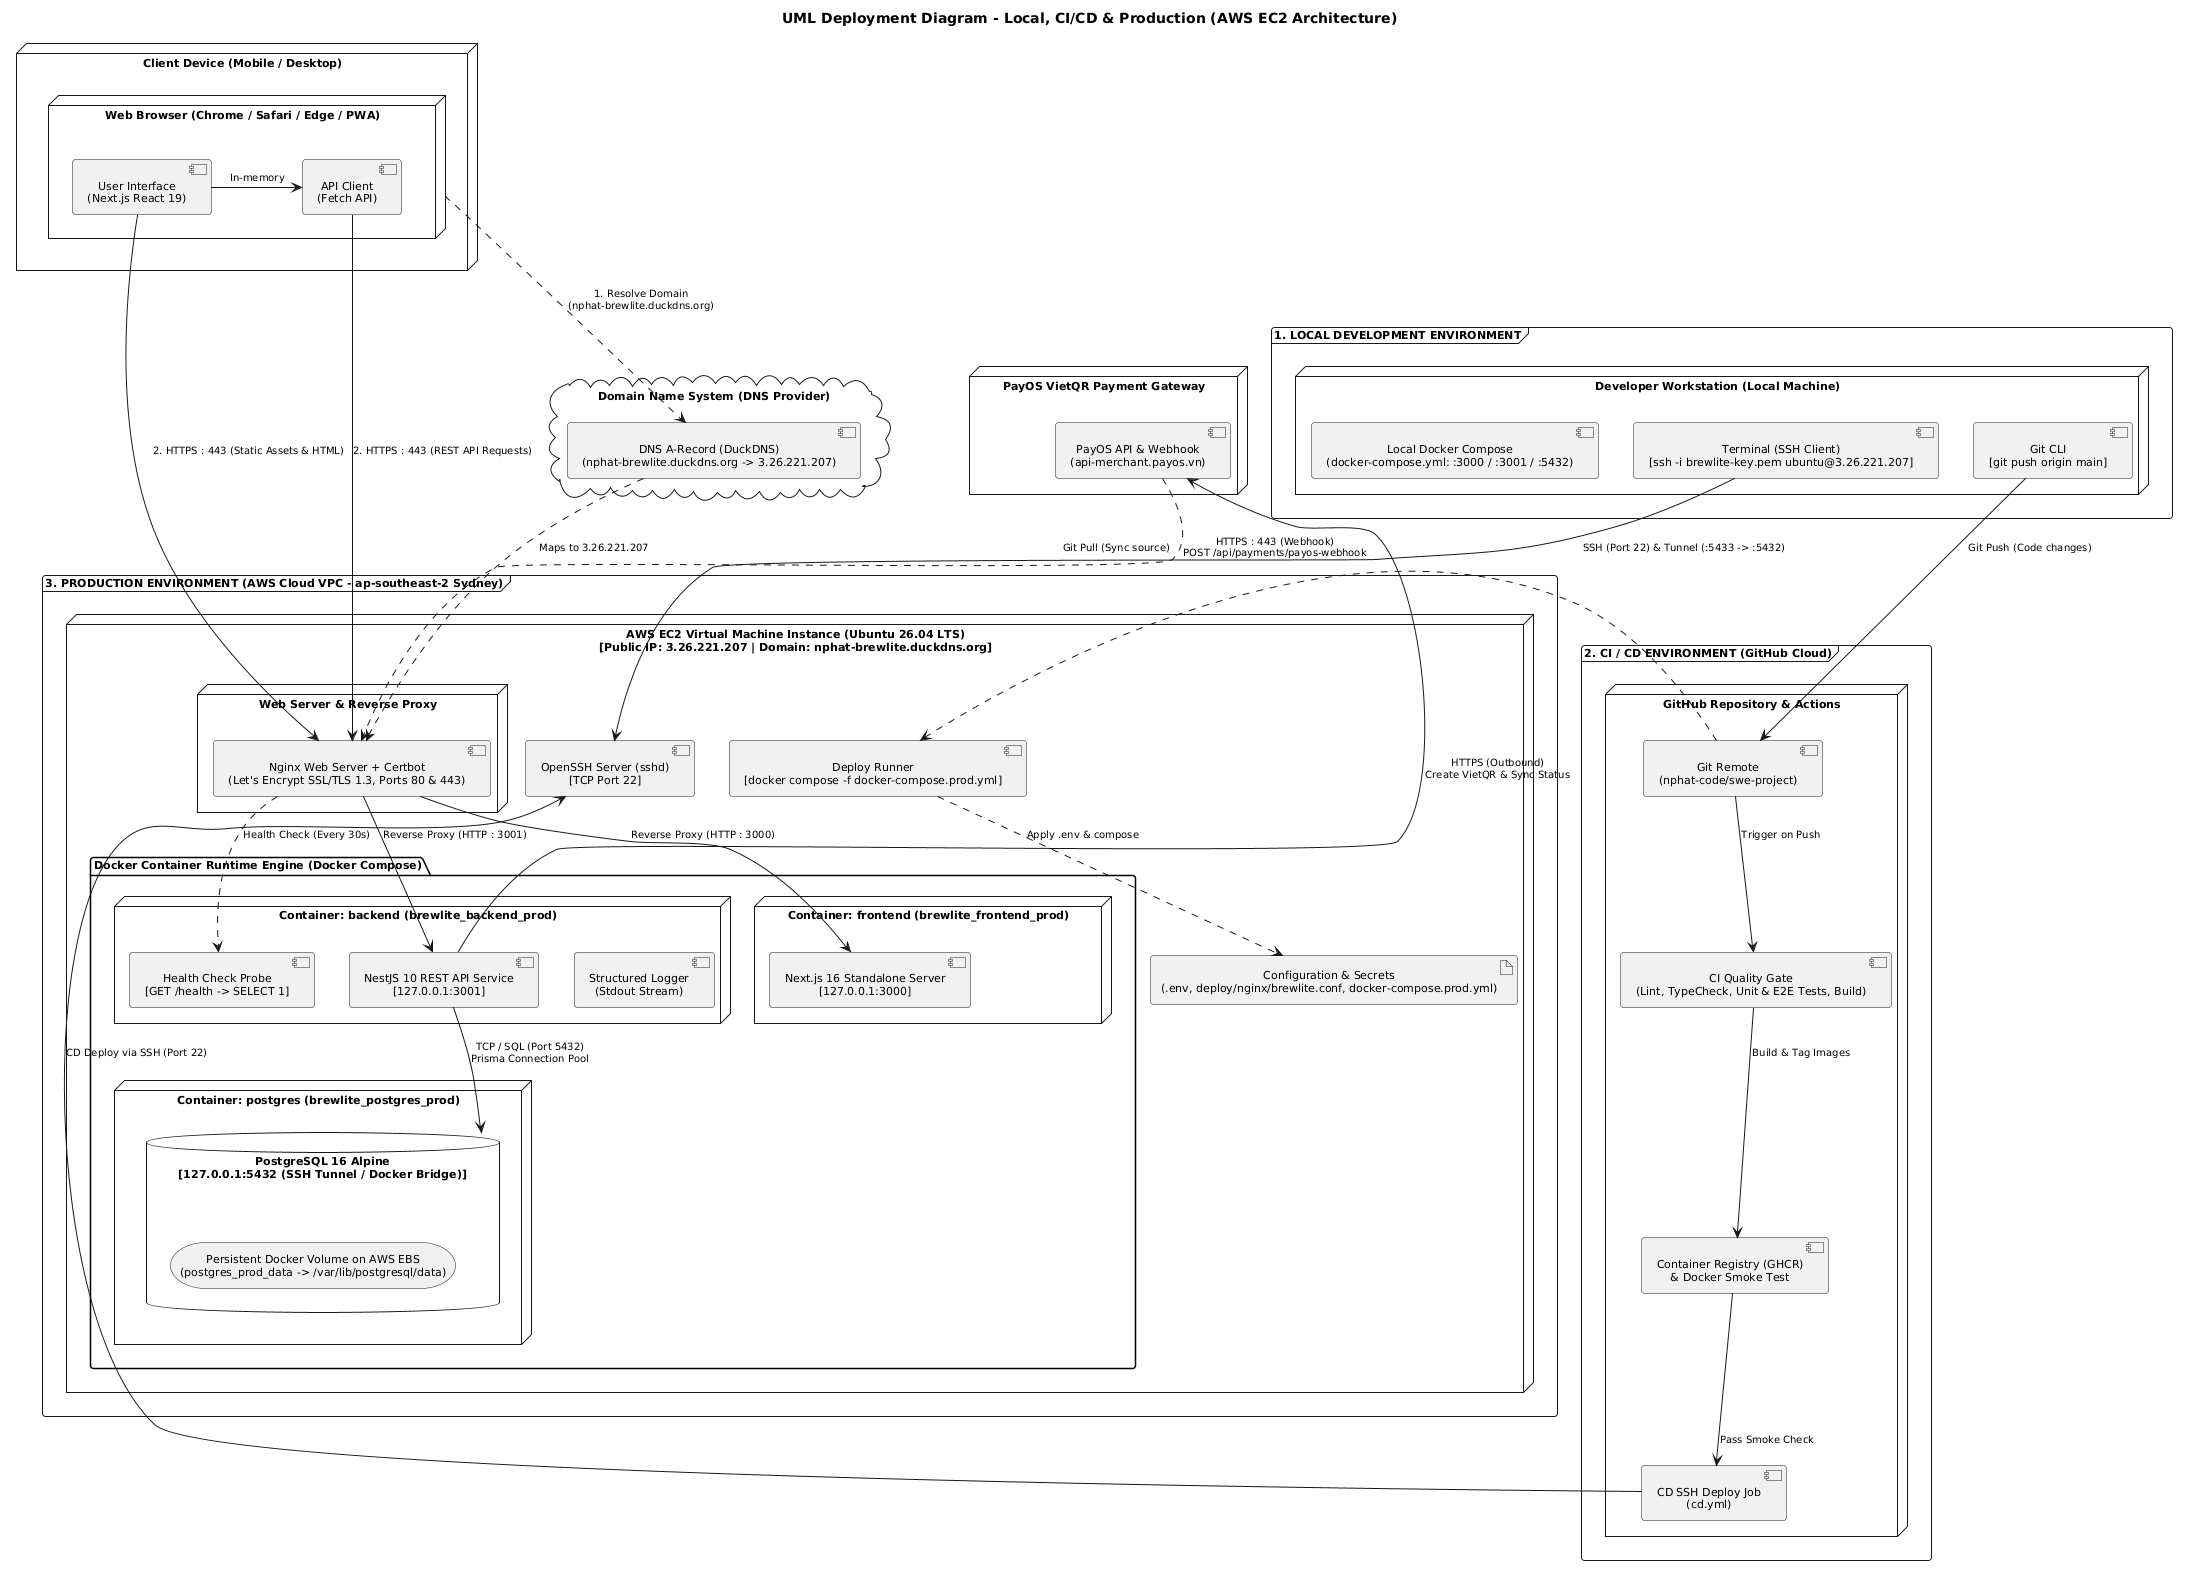 UML Deployment Diagram - Local, CI/CD & Production (AWS EC2 Architecture)
Client Device (Mobile / Desktop)
Web Browser (Chrome / Safari / Edge / PWA)
User Interface
(Next.js React 19)
In-memory
API Client
(Fetch API)
1. Resolve Domain
(nphat-brewlite.duckdns.org)
2. HTTPS : 443 (Static Assets & HTML)
2. HTTPS : 443 (REST API Requests)
Domain Name System (DNS Provider)
DNS A-Record (DuckDNS)
(nphat-brewlite.duckdns.org -> 3.26.221.207)
PayOS VietQR Payment Gateway
PayOS API & Webhook
(api-merchant.payos.vn)
1. LOCAL DEVELOPMENT ENVIRONMENT
Developer Workstation (Local Machine)
Local Docker Compose
(docker-compose.yml: :3000 / :3001 / :5432)
Terminal (SSH Client)
[ssh -i brewlite-key.pem ubuntu@3.26.221.207]
Git CLI
[git push origin main]
Maps to 3.26.221.207
Git Pull (Sync source)
HTTPS : 443 (Webhook)
POST /api/payments/payos-webhook
SSH (Port 22) & Tunnel (:5433 -> :5432)
Git Push (Code changes)
3. PRODUCTION ENVIRONMENT (AWS Cloud VPC - ap-southeast-2 Sydney)
AWS EC2 Virtual Machine Instance (Ubuntu 26.04 LTS)
[Public IP: 3.26.221.207 | Domain: nphat-brewlite.duckdns.org]
Web Server & Reverse Proxy
Nginx Web Server + Certbot
(Let's Encrypt SSL/TLS 1.3, Ports 80 & 443)
OpenSSH Server (sshd)
[TCP Port 22]
Deploy Runner
[docker compose -f docker-compose.prod.yml]
HTTPS (Outbound)
Create VietQR & Sync Status
2. CI / CD ENVIRONMENT (GitHub Cloud)
GitHub Repository & Actions
Git Remote
(nphat-code/swe-project)
Health Check (Every 30s)
Reverse Proxy (HTTP : 3001)
Reverse Proxy (HTTP : 3000)
Apply .env & compose
Trigger on Push
Docker Container Runtime Engine (Docker Compose)
Container: backend (brewlite_backend_prod)
Health Check Probe
[GET /health -> SELECT 1]
NestJS 10 REST API Service
[127.0.0.1:3001]
Structured Logger
(Stdout Stream)
Container: frontend (brewlite_frontend_prod)
Next.js 16 Standalone Server
[127.0.0.1:3000]
Configuration & Secrets
(.env, deploy/nginx/brewlite.conf, docker-compose.prod.yml)
CI Quality Gate
(Lint, TypeCheck, Unit & E2E Tests, Build)
CD Deploy via SSH (Port 22)
TCP / SQL (Port 5432)
Prisma Connection Pool
Build & Tag Images
Container: postgres (brewlite_postgres_prod)
PostgreSQL 16 Alpine
[127.0.0.1:5432 (SSH Tunnel / Docker Bridge)]
Persistent Docker Volume on AWS EBS
(postgres_prod_data -> /var/lib/postgresql/data)
Container Registry (GHCR)
& Docker Smoke Test
Pass Smoke Check
CD SSH Deploy Job
(cd.yml)